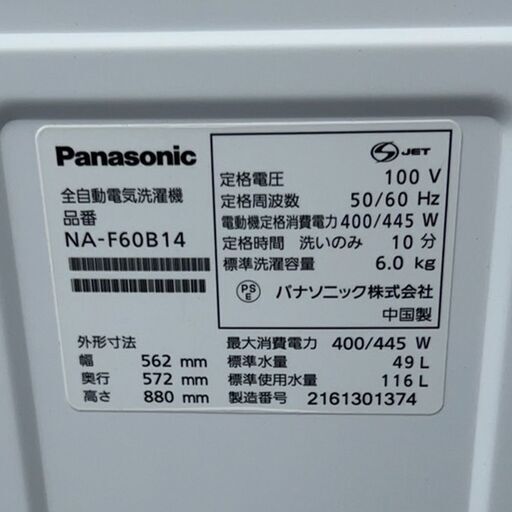 Panasonic
全自動電気洗濯機
品番
NA-F60B14
外形寸法
幅 562 mm
奥行 572 mm
高さ 880 mm
S JET
定格電圧 100 V
定格周波数 50/60 Hz
電動機定格消費電力 400/445 W
定格時間 洗いのみ 10 分
標準洗濯容量 6.0 kg
PS
E
パナソニック株式会社
中国製
最大消費電力 400/445 W
標準水量 49 L
標準使用水量 116 L
製造番号 2161301374